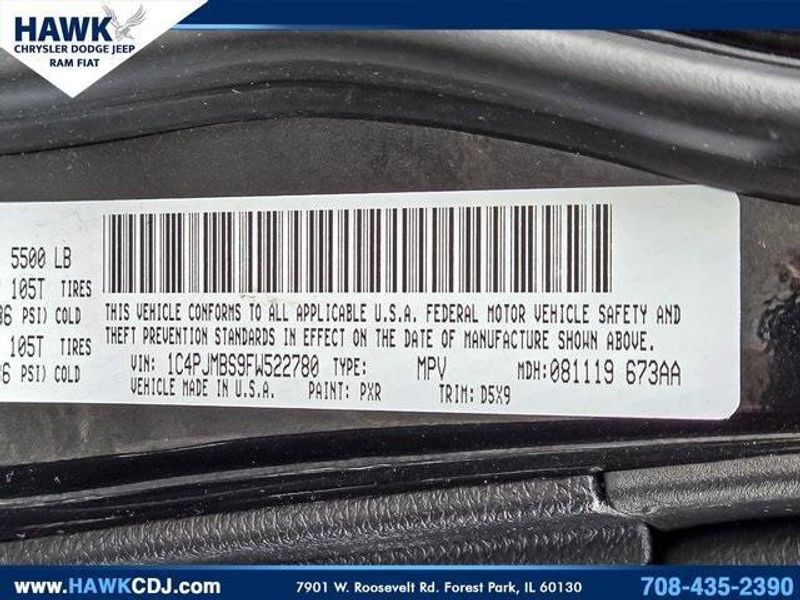 HAWK
CHRYSLER DODGE JEEP
RAM FIAT
5500 LB
105T TIRES
PSI) COLD
105T TIRES
PSI) COLD
THIS VEHICLE CONFORMS TO ALL APPLICABLE U.S.A. FEDERAL MOTOR VEHICLE SAFETY AND
THEFT PREVENTION STANDARDS IN EFFECT ON THE DATE OF MANUFACTURE SHOWN ABOVE.
VIN: 1C4PJMBS9FW522780 TYPE: MPV MDH:081119 673AA
VEHICLE MADE IN U.S.A. PAINT: PXR TRIM: D5X9
www.HAWKCDJ.com 7901 W. Roosevelt Rd. Forest Park, IL 60130 708-435-2390